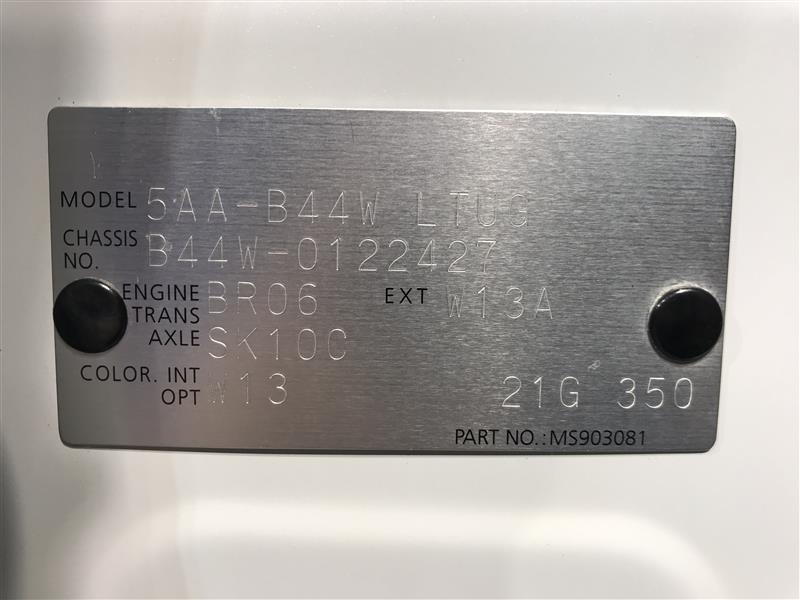 MODEL 5AA-B44W LTUG
CHASSIS NO. B44W-0122427
ENGINE BR06 EXT W13A
TRANS
AXLE SK10C
COLOR. INT W13
OPT 21G 350
PART NO.:MS903081